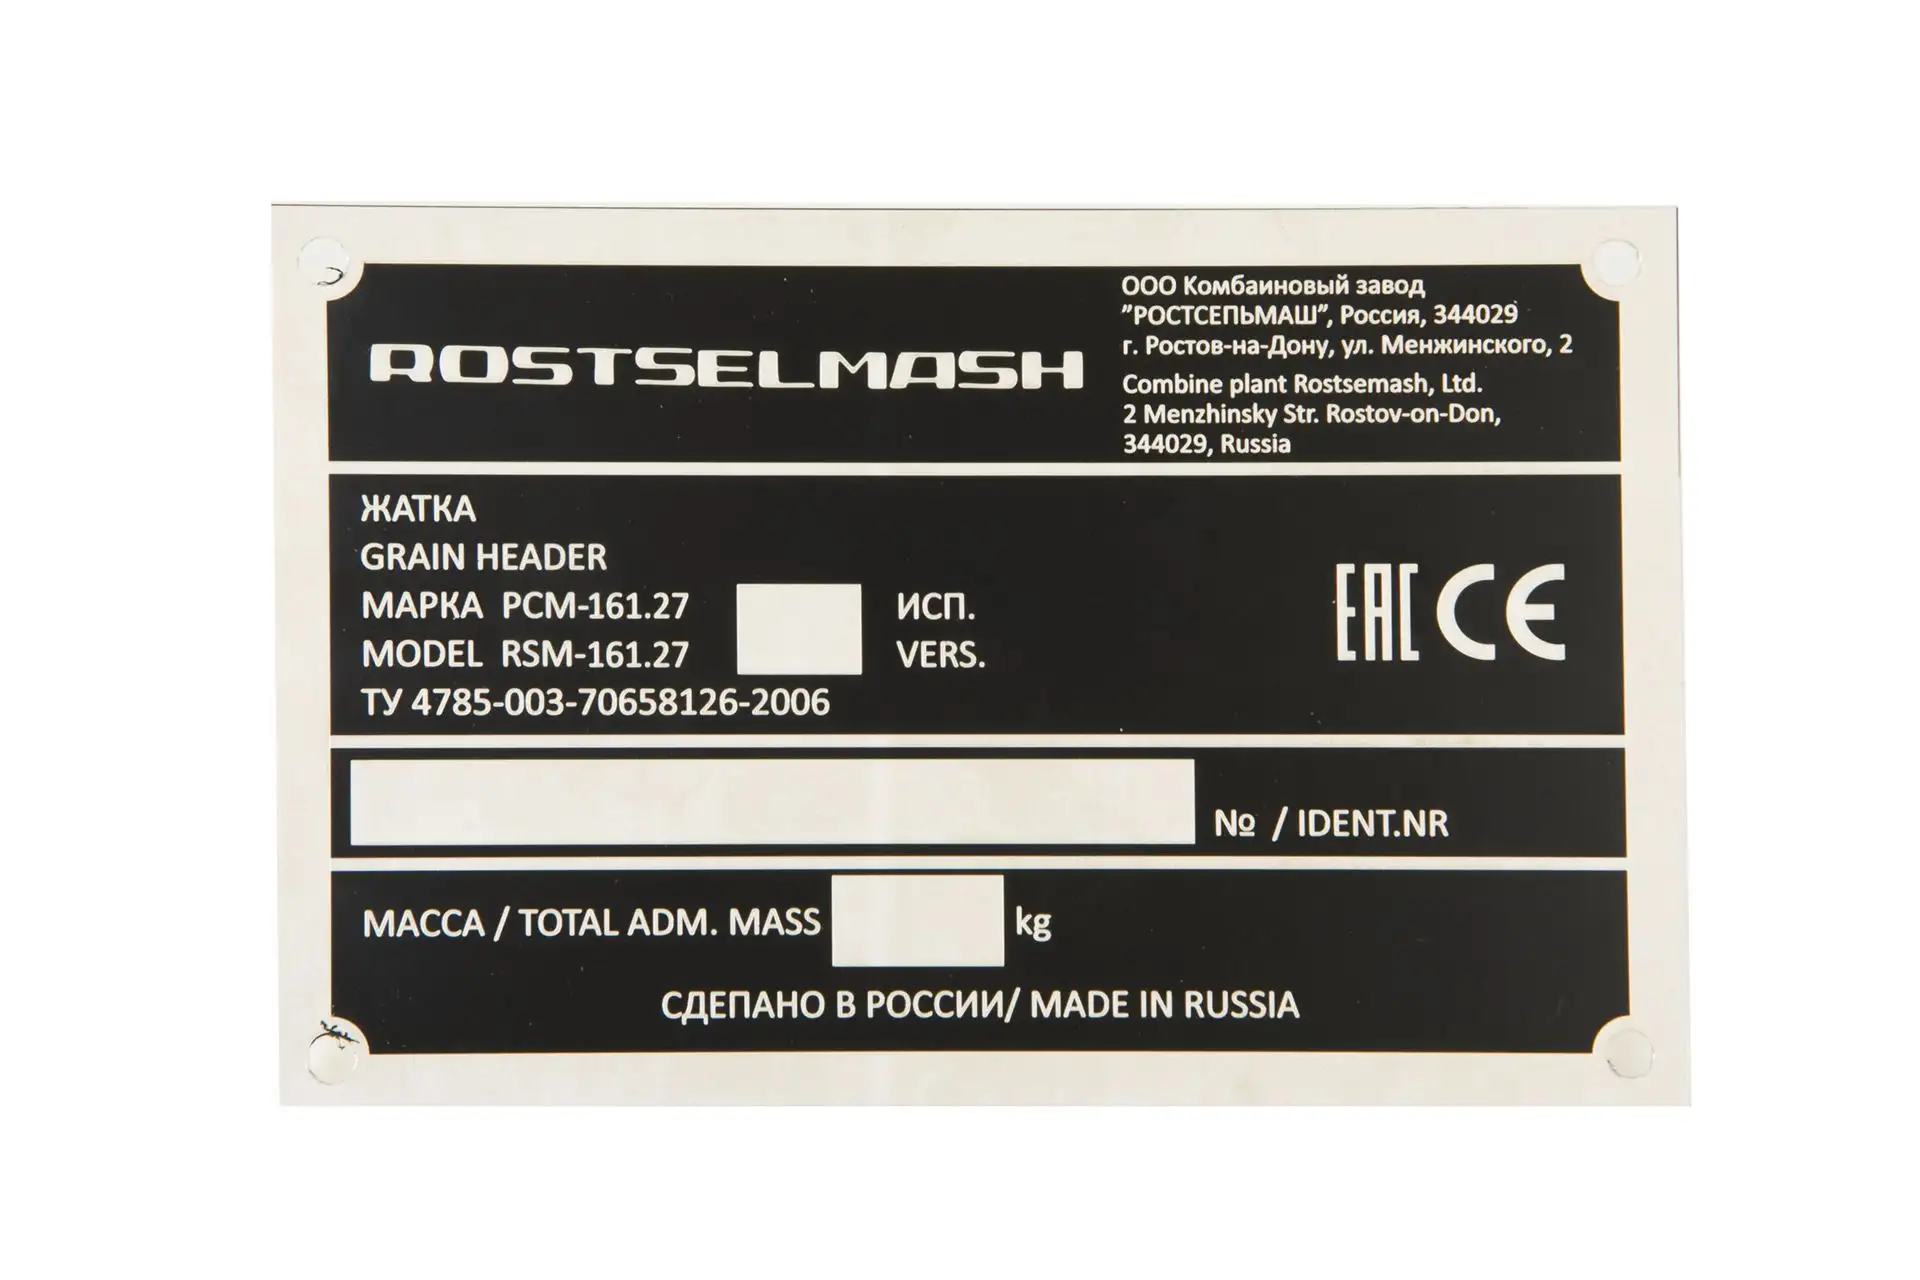 ROSTSELMASH
ООО Комбаиновый завод
”РОСТСЕПЬМАШ”, Россия, 344029
г. Ростов-на-Дону, ул. Менжинского, 2
Combine plant Rostsemash, Ltd.
2 Menzhinsky Str. Rostov-on-Don,
344029, Russia
ЖАТКА
GRAIN HEADER
МАРКА РСМ-161.27 ИСП.
MODEL RSM-161.27 VERS.
ТУ 4785-003-70658126-2006
EAC CE
№ / IDENT.NR
МАССА / TOTAL ADM. MASS kg
СДЕПАНО В РОССИИ/ MADE IN RUSSIA